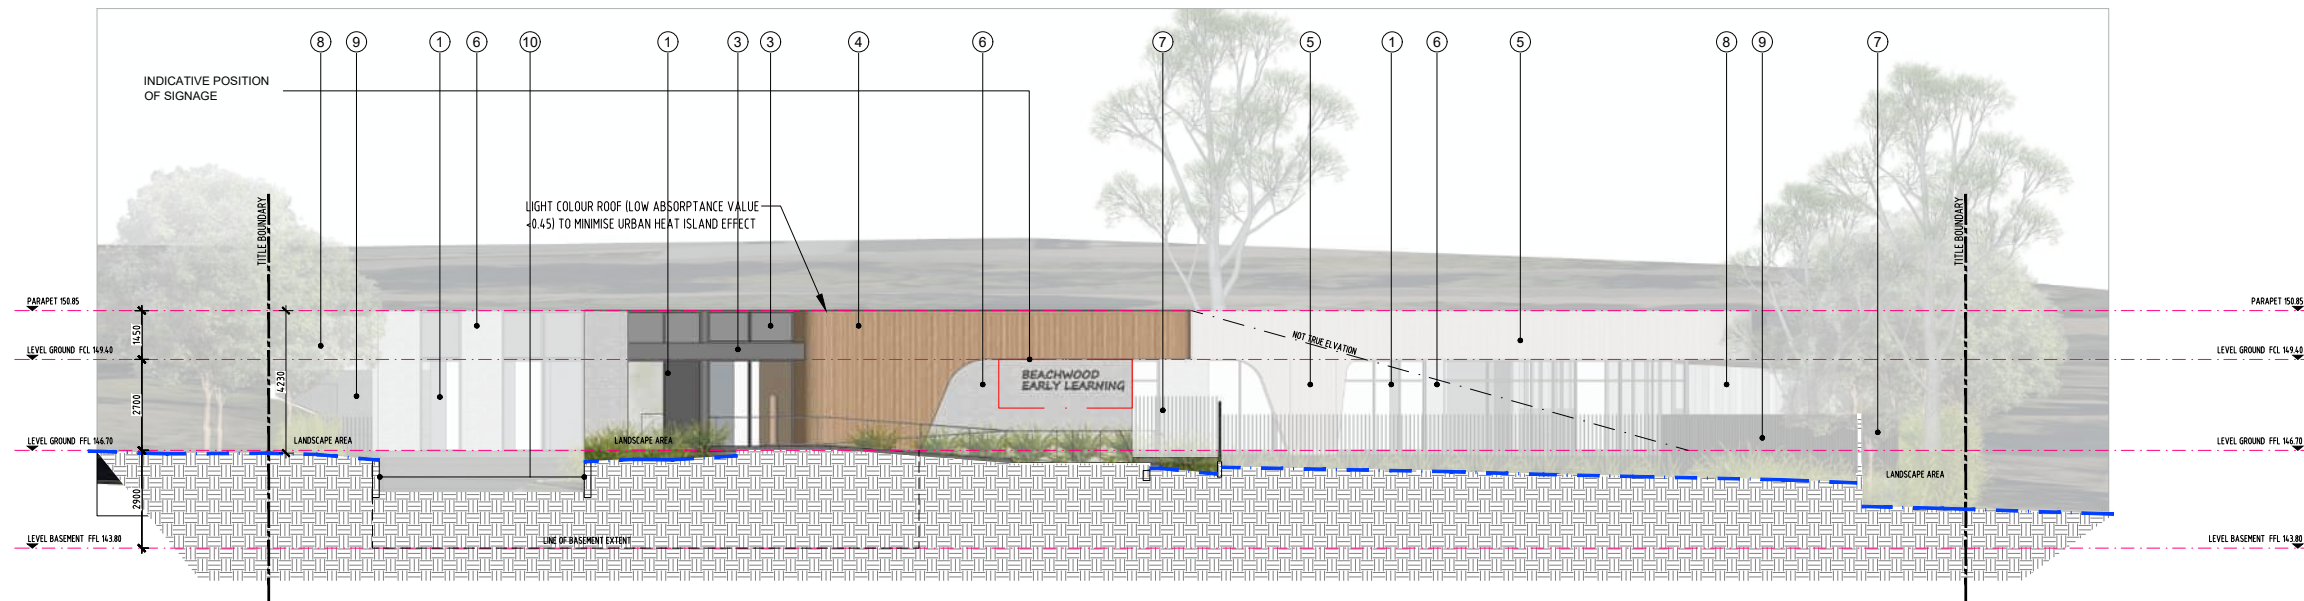 8 9 1 6 10 1 3 3 4 6 7 5 1 6 5 8 9 7
INDICATIVE POSITION
OF SIGNAGE
LIGHT COLOUR ROOF (LOW ABSORPTANCE VALUE
<0.45) TO MINIMISE URBAN HEAT ISLAND EFFECT
TITLE BOUNDARY
TITLE BOUNDARY
PARAPET 150.85
PARAPET 150.85
1450
NOT TRUE ELVATION
LEVEL GROUND FCL 149.40
LEVEL GROUND FCL 149.40
4230
BEACHWOOD
EARLY LEARNING
2700
LEVEL GROUND FFL 146.70
LANDSCAPE AREA
LANDSCAPE AREA
LEVEL GROUND FFL 146.70
LANDSCAPE AREA
2900
LEVEL BASEMENT FFL 143.80
LINE OF BASEMENT EXTENT
LEVEL BASEMENT FFL 143.80